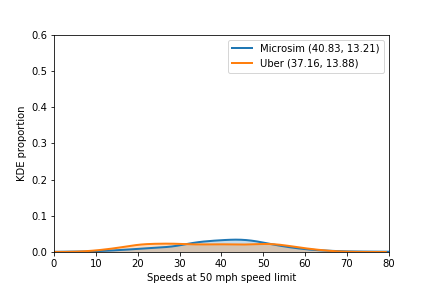 0.6
0.5
0.4
0.3
0.2
0.1
0.0
KDE proportion
Microsim (40.83, 13.21)
Uber (37.16, 13.88)
0 10 20 30 40 50 60 70 80
Speeds at 50 mph speed limit